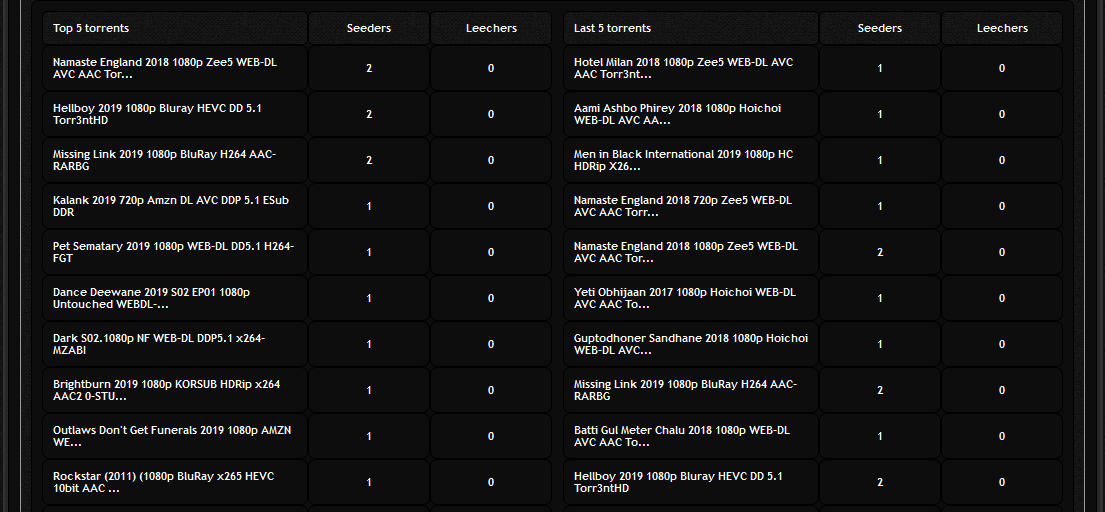 Top 5 torrents Seeders Leechers Last 5 torrents Seeders Leechers
Namaste England 2018 1080p Zee5 WEB-DL
AVC AAC Tor... 2 0
Hotel Milan 2018 1080p Zee5 WEB-DL AVC
AAC Torr3nt... 1 0
Hellboy 2019 1080p Bluray HEVC DD 5.1
Torr3ntHD 2 0
Aami Ashbo Phirey 2018 1080p Hoichoi
WEB-DL AVC AA... 1 0
Missing Link 2019 1080p BluRay H264 AAC-
RARBG 2 0
Men in Black International 2019 1080p HC
HDRip X26... 1 0
Kalank 2019 720p Amzn DL AVC DDP 5.1 ESub
DDR 1 0
Namaste England 2018 720p Zee5 WEB-DL
AVC AAC Torr... 1 0
Pet Sematary 2019 1080p WEB-DL DD5.1 H264-
FGT 1 0
Namaste England 2018 1080p Zee5 WEB-DL
AVC AAC Tor... 2 0
Dance Deewane 2019 S02 EP01 1080p
Untouched WEBDL-... 1 0
Yeti Obhijaan 2017 1080p Hoichoi WEB-DL
AVC AAC To... 1 0
Dark S02.1080p NF WEB-DL DDP5.1 x264-
MZABI 1 0
Guptodhoner Sandhane 2018 1080p Hoichoi
WEB-DL AVC... 1 0
Brightburn 2019 1080p KORSUB HDRip x264
AAC2 0-STU... 1 0
Missing Link 2019 1080p BluRay H264 AAC-
RARBG 2 0
Outlaws Don't Get Funerals 2019 1080p AMZN
WE... 1 0
Batti Gul Meter Chalu 2018 1080p WEB-DL
AVC AAC To... 1 0
Rockstar (2011) (1080p BluRay x265 HEVC
10bit AAC ... 1 0
Hellboy 2019 1080p Bluray HEVC DD 5.1
Torr3ntHD 2 0